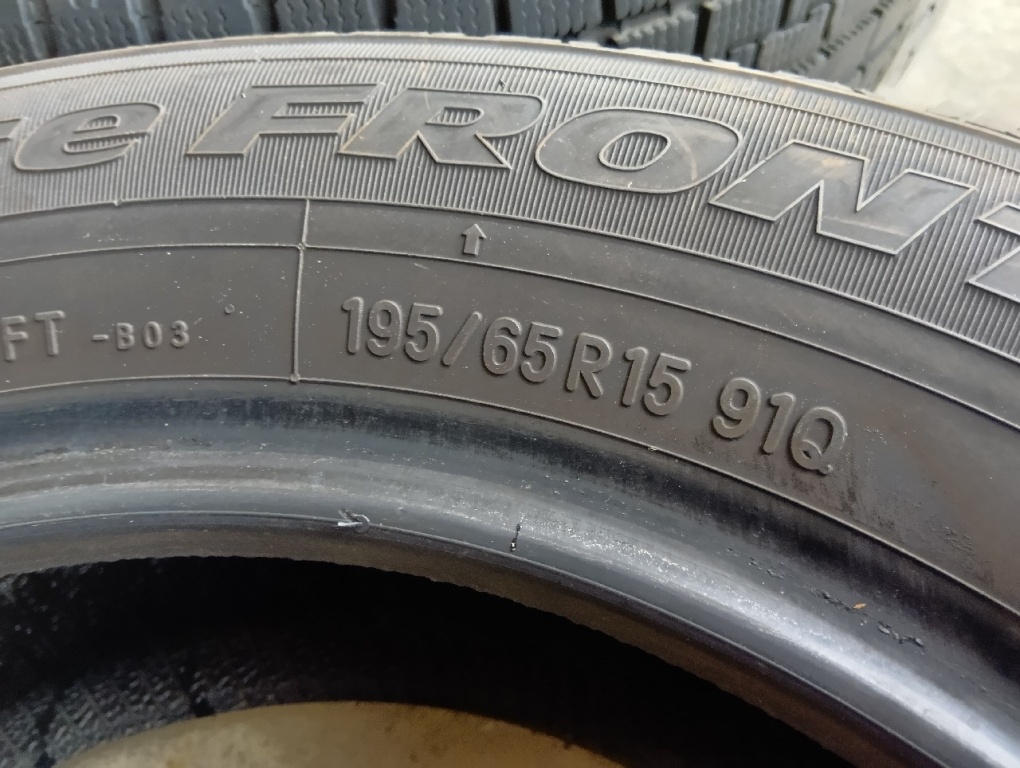 e FRON
FT -B03
195/65R15 91Q